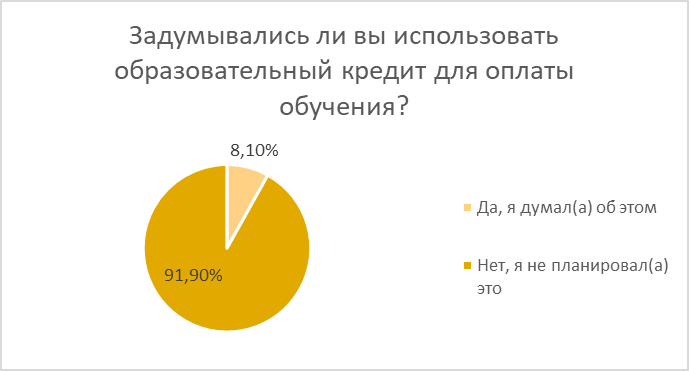 Задумывались ли вы использовать
образовательный кредит для оплаты
обучения?
8,10%
91,90%
Да, я думал(а) об этом
Нет, я не планировал(а)
это